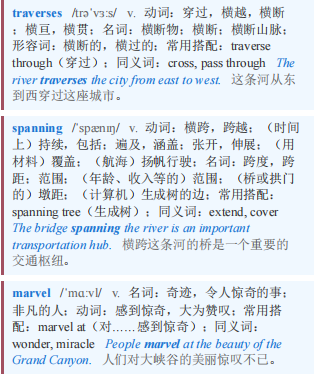 traverses /trəˈvɜːs/ v. 动词：穿过，横越，横断
；横亘，横贯；名词：横断物；横断；横断山脉；
形容词：横断的，横过的；常用搭配：traverse
through（穿过）；同义词：cross, pass through The
river traverses the city from east to west. 这条河从东
到西穿过这座城市。
spanning /ˈspænɪŋ/ v. 动词：横跨，跨越；（时间
上）持续，包括；遍及，涵盖；张开，伸展；（用
材料）覆盖；（航海）扬帆行驶；名词：跨度，跨
距；范围；（年龄、收入等的）范围；（桥或拱门
的）墩距；（计算机）生成树的边；常用搭配：
spanning tree（生成树）；同义词：extend, cover
The bridge spanning the river is an important
transportation hub. 横跨这条河的桥是一个重要的
交通枢纽。
marvel /ˈmɑːvl/ v. 名词：奇迹，令人惊奇的事；
非凡的人；动词：感到惊奇，大为赞叹；常用搭
配；marvel at（对……感到惊奇）；同义词：
wonder, miracle People marvel at the beauty of the
Grand Canyon. 人们对大峡谷的美丽惊叹不已。